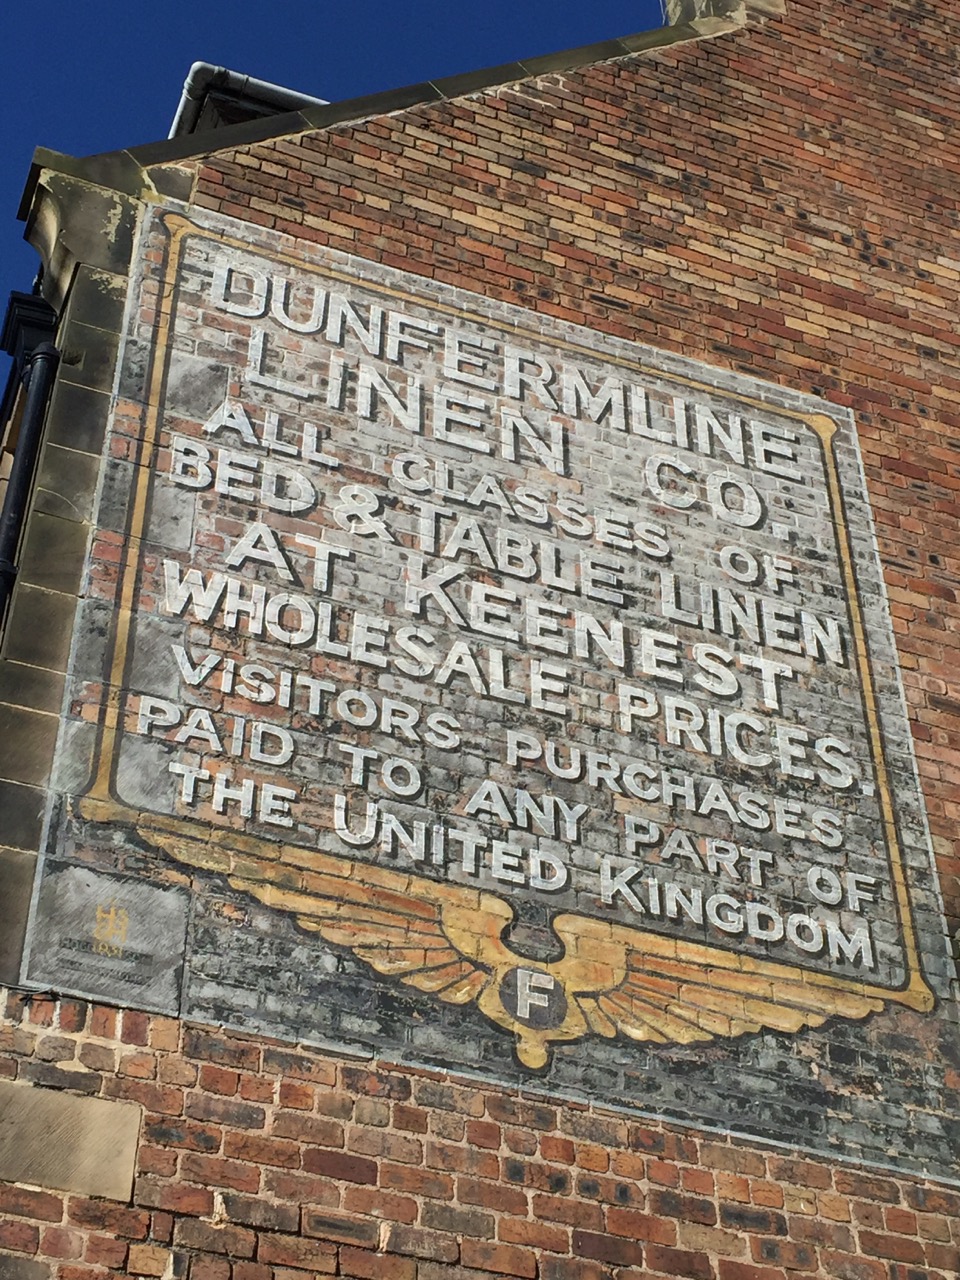 DUNFERMLINE
LINEN CO.
ALL CLASSES OF
BED & TABLE LINEN
AT KEENEST
WHOLESALE PRICES.
VISITORS PURCHASES
PAID TO ANY PART OF
THE UNITED KINGDOM
F